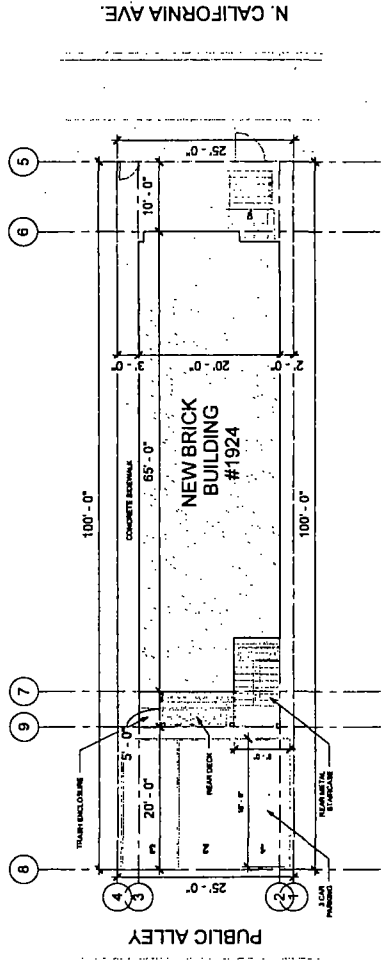 N. CALIFORNIA AVE.
5
6
7
9
8
4
3
2
1
25' - 0"
10' - 0"
100' - 0"
3' - 0"
CONCRETE SIDEWALK
65' - 0"
20' - 0"
2' - 0"
NEW BRICK
BUILDING
#1924
100' - 0"
TRASH ENCLOSURE
5' - 0"
20' - 0"
REAR DECK
REAR METAL
STAIRCASE
3 CAR
PARKING
3
2
1
25' - 0"
PUBLIC ALLEY